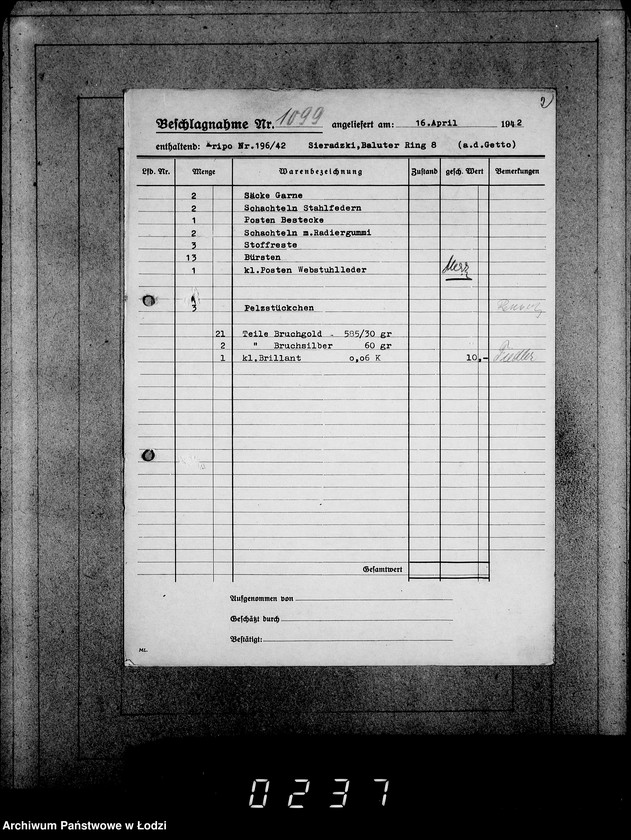 2
Beschlagnahme Nr. 1099 angeliefert am: 16.April 1942
enthaltend: Kripo Nr.196/42 Sieradzki,Baluter Ring 8 (a.d.Getto)
Lfd. Nr. Menge Warenbezeichnung Zustand gesch. Wert Bemerkungen
2 Säcke Garne
2 Schachteln Stahlfedern
1 Posten Bestecke
2 Schachteln m.Radiergummi
3 Stoffreste
13 Bürsten
1 kl.Posten Webstuhlleder
3 Pelzstückchen
21 Teile Bruchgold - 585/30 gr
2 " Bruchsilber 60 gr
1 kl.Brillant 0,06 K 10,-
Gesamtwert
Aufgenommen von
Geschätzt durch
Bestätigt:
ML.
0237
Archiwum Państwowe w Łodzi